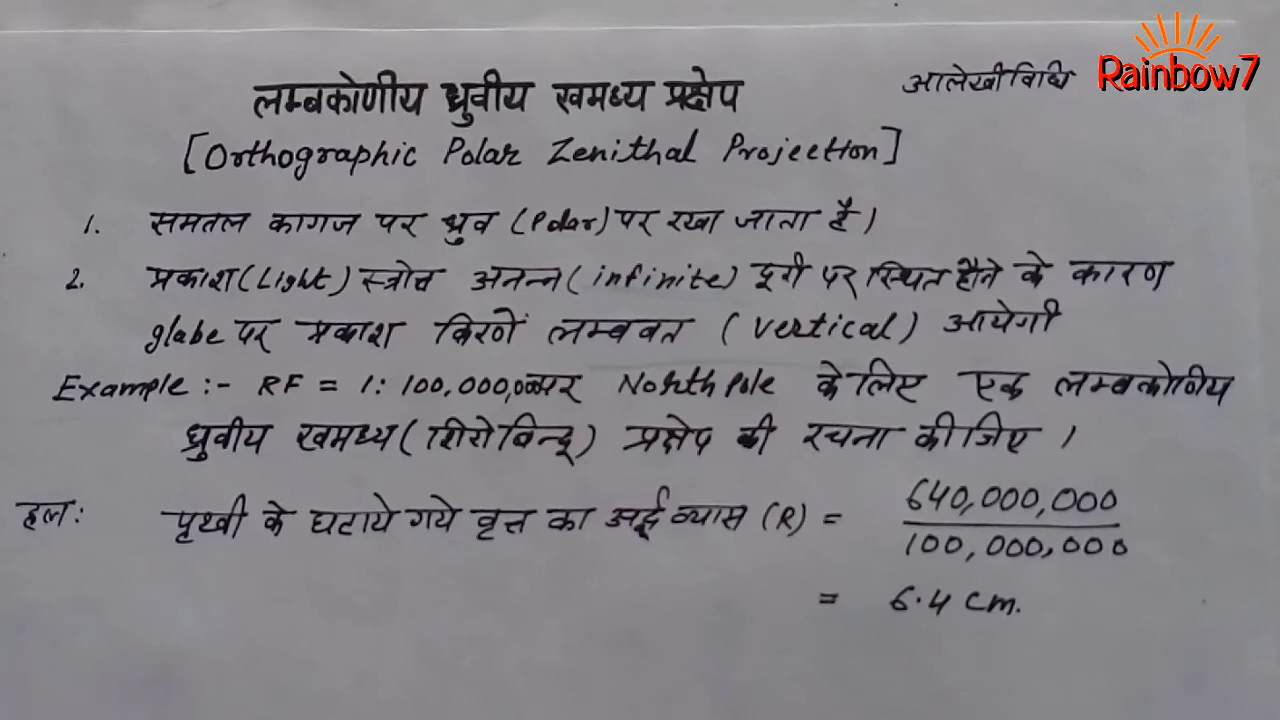 आलेखी विधि Rainbow7
लम्बकोणीय ध्रुवीय खमध्य प्रक्षेप
[Orthographic Polar Zenithal Projection]
1. समतल कागज पर ध्रुव (Polar) पर रखा जाता है।
2. प्रकाश (Light) स्त्रोत अनन्त (infinite) दूरी पर स्थित होने के कारण
glabe पर प्रकाश किरणें लम्बवत (Vertical) आयेगी
Example :- RF = 1: 100,000,000 पर North Pole के लिए एक लम्बकोणिय
ध्रुवीय खमध्य (शिरोविन्दू) प्रक्षेप की रचना कीजिए ।
हल: पृथ्वी के घटाये गये वृत्त का अर्द्ध व्यास (R) = 640,000,000
100,000,000
= 6.4 cm.